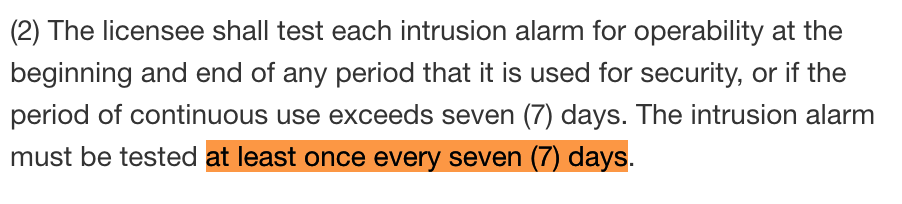 (2) The licensee shall test each intrusion alarm for operability at the
beginning and end of any period that it is used for security, or if the
period of continuous use exceeds seven (7) days. The intrusion alarm
must be tested at least once every seven (7) days.